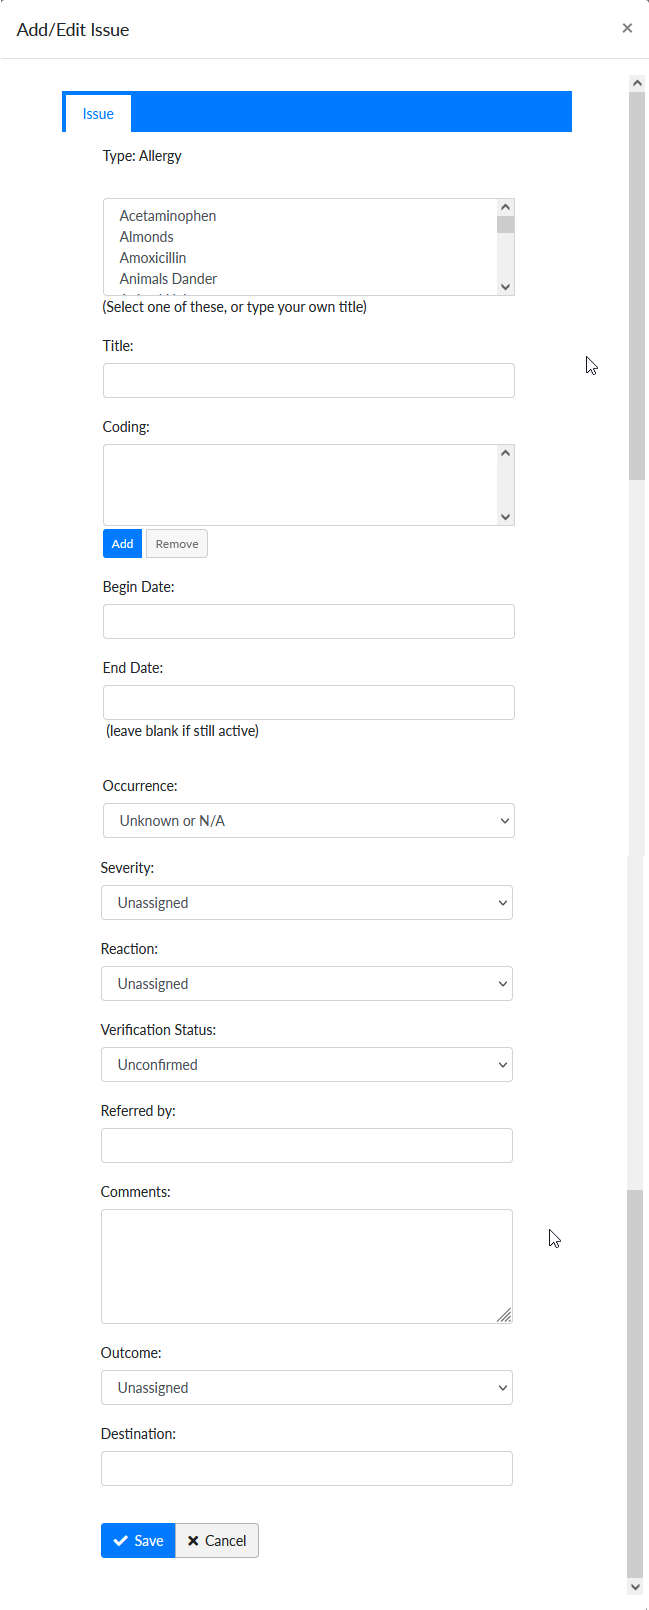 Add/Edit Issue ×
Issue
Type: Allergy
Acetaminophen
Almonds
Amoxicillin
Animals Dander
(Select one of these, or type your own title)
Title:
Coding:
Add Remove
Begin Date:
End Date:
(leave blank if still active)
Occurrence:
Unknown or N/A
Severity:
Unassigned
Reaction:
Unassigned
Verification Status:
Unconfirmed
Referred by:
Comments:
Outcome:
Unassigned
Destination:
Save Cancel